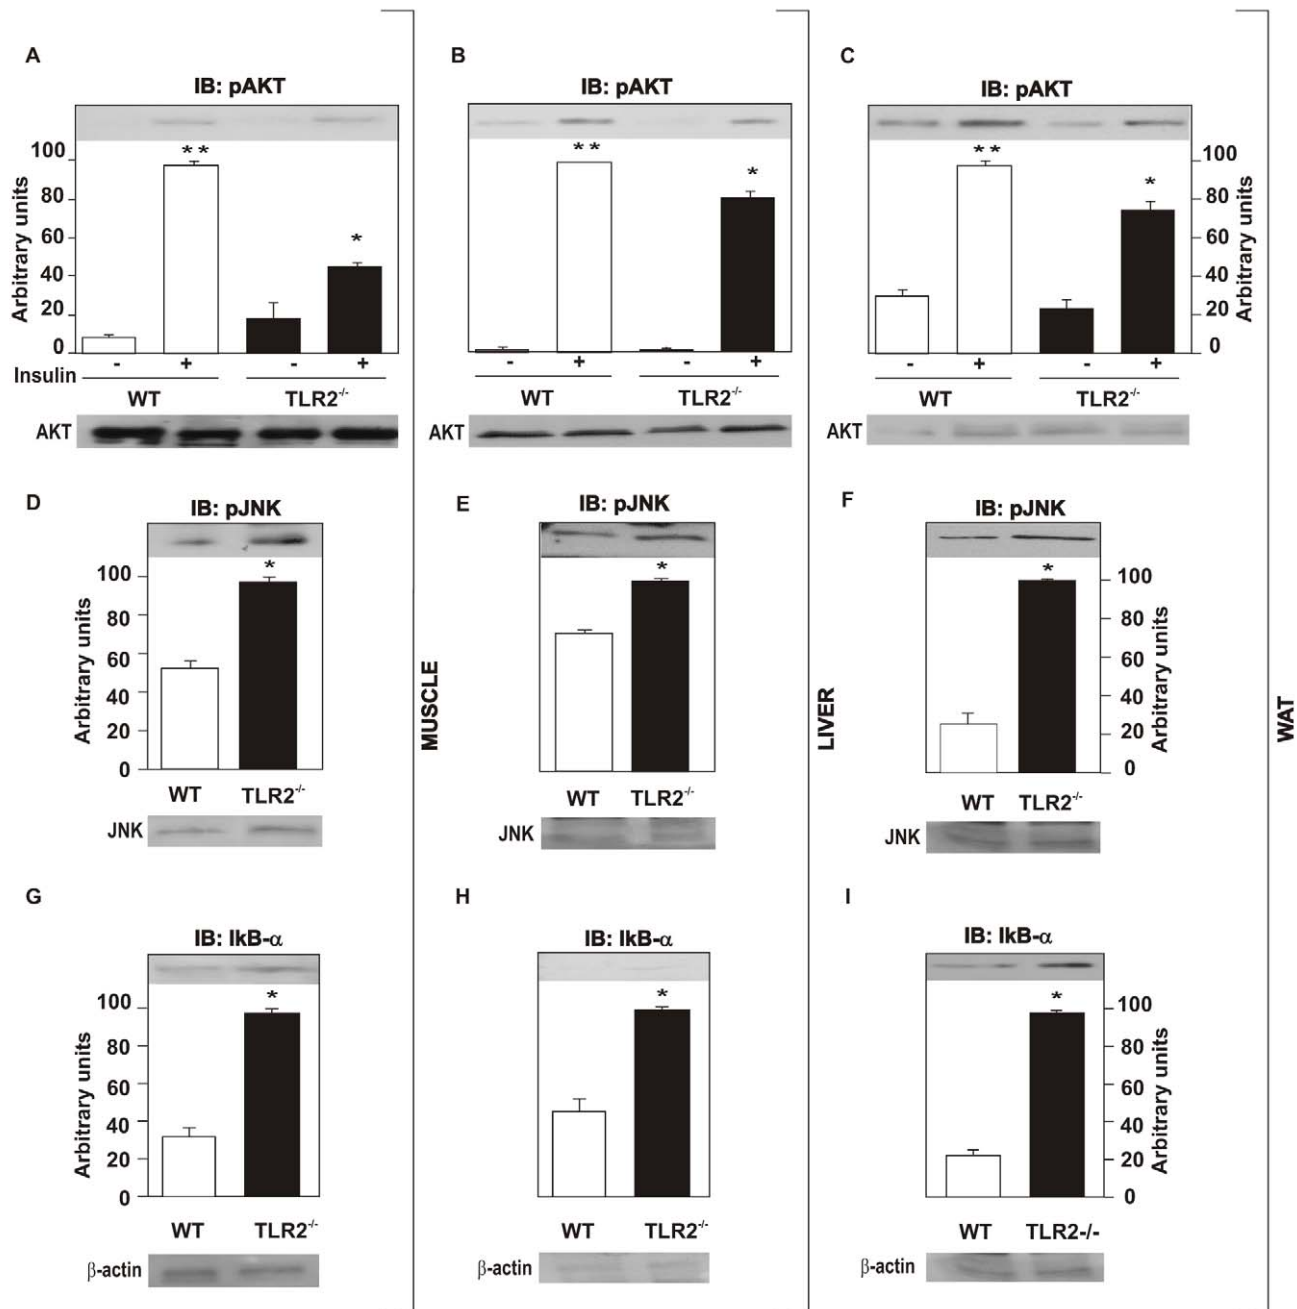 A
B
C
IB: pAKT
IB: pAKT
IB: pAKT
**
*
**
*
**
*
100
80
60
40
20
0
Arbitrary units
100
80
60
40
20
0
Arbitrary units
- + - +
- + - +
- + - +
Insulin
WT TLR2-/-
WT TLR2-/-
WT TLR2-/-
AKT
AKT
AKT
D
E
F
IB: pJNK
IB: pJNK
IB: pJNK
*
*
*
100
80
60
40
20
0
Arbitrary units
100
80
60
40
20
0
Arbitrary units
MUSCLE
LIVER
WAT
WT TLR2-/-
WT TLR2-/-
WT TLR2-/-
JNK
JNK
JNK
G
H
I
IB: IkB-α
IB: IkB-α
IB: IkB-α
*
*
*
100
80
60
40
20
0
Arbitrary units
100
80
60
40
20
0
Arbitrary units
WT TLR2-/-
WT TLR2-/-
WT TLR2-/-
β-actin
β-actin
β-actin